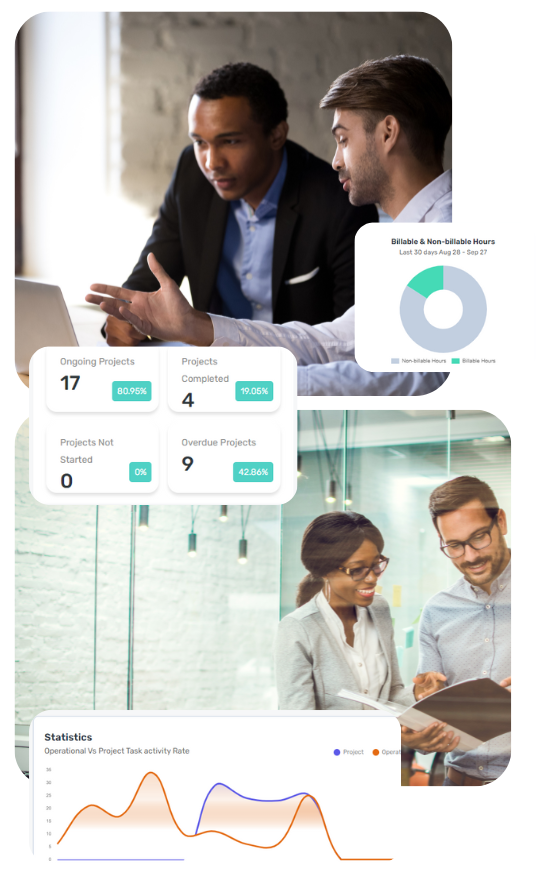 Billable & Non-billable Hours
Last 30 days Aug 28 - Sep 27
Non-billable Hours
Billable Hours
Ongoing Projects
17
80.95%
Projects
Completed
4
19.05%
Projects Not
Started
0
0%
Overdue Projects
9
42.86%
Statistics
Operational Vs Project Task activity Rate
Project
Operat
35
30
25
20
15
10
5
0